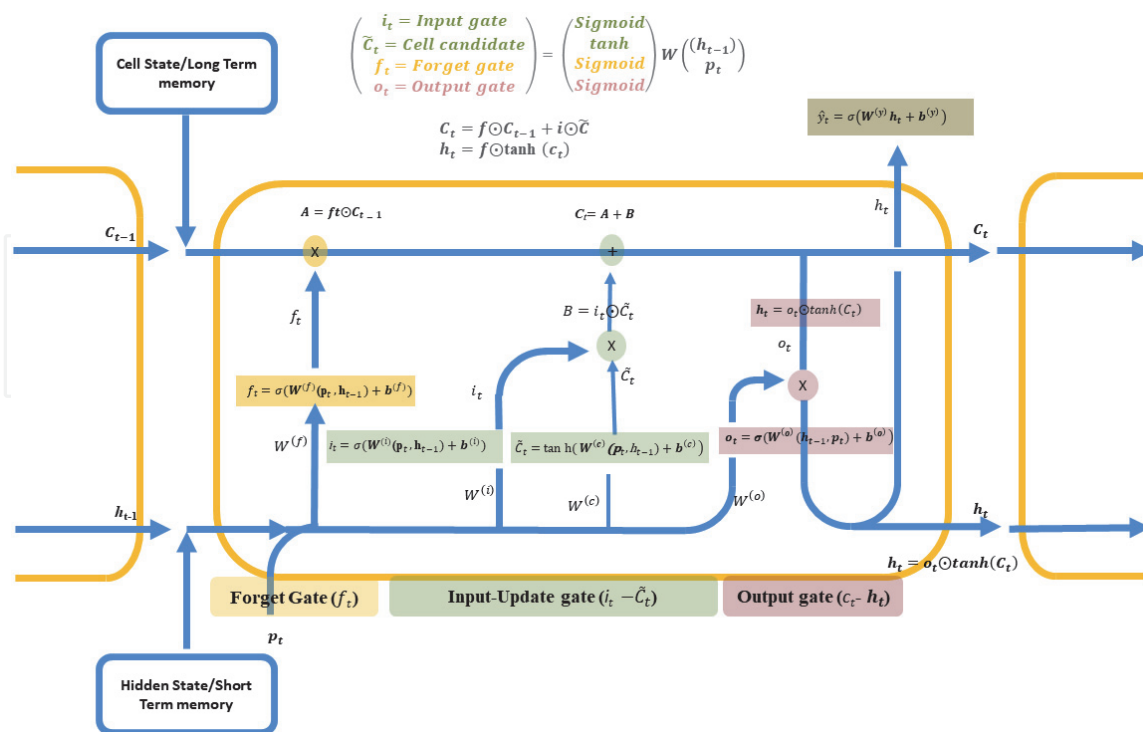 i_t = Input gate
C̃_t = Cell candidate
f_t = Forget gate
o_t = Output gate
=
Sigmoid
tanh
Sigmoid
Sigmoid
W((h_{t-1})
p_t)
C_t = f⊙C_{t-1} + i⊙C̃
h_t = f⊙tanh (c_t)
Cell State/Long Term
memory
ŷ_t = σ(W^{(y)} h_t + b^{(y)})
h_t
A = ft⊙C_{t-1}
C_t= A + B
C_{t-1}
X
+
C_t
f_t
B = i_t⊙C̃_t
h_t = o_t⊙tanh(C_t)
X
o_t
i_t
C̃_t
X
f_t = σ(W^{(f)}(p_t, h_{t-1}) + b^{(f)})
W^{(f)}
i_t = σ(W^{(i)}(p_t, h_{t-1}) + b^{(i)})
C̃_t = tan h(W^{(c)}(p_t, h_{t-1}) + b^{(c)})
o_t = σ(W^{(o)}(h_{t-1}, p_t) + b^{(o)})
W^{(i)}
W^{(c)}
W^{(o)}
h_{t-1}
h_t
h_t = o_t⊙tanh(C_t)
Forget Gate (f_t)
Input-Update gate (i_t – C̃_t)
Output gate (c_t- h_t)
p_t
Hidden State/Short
Term memory